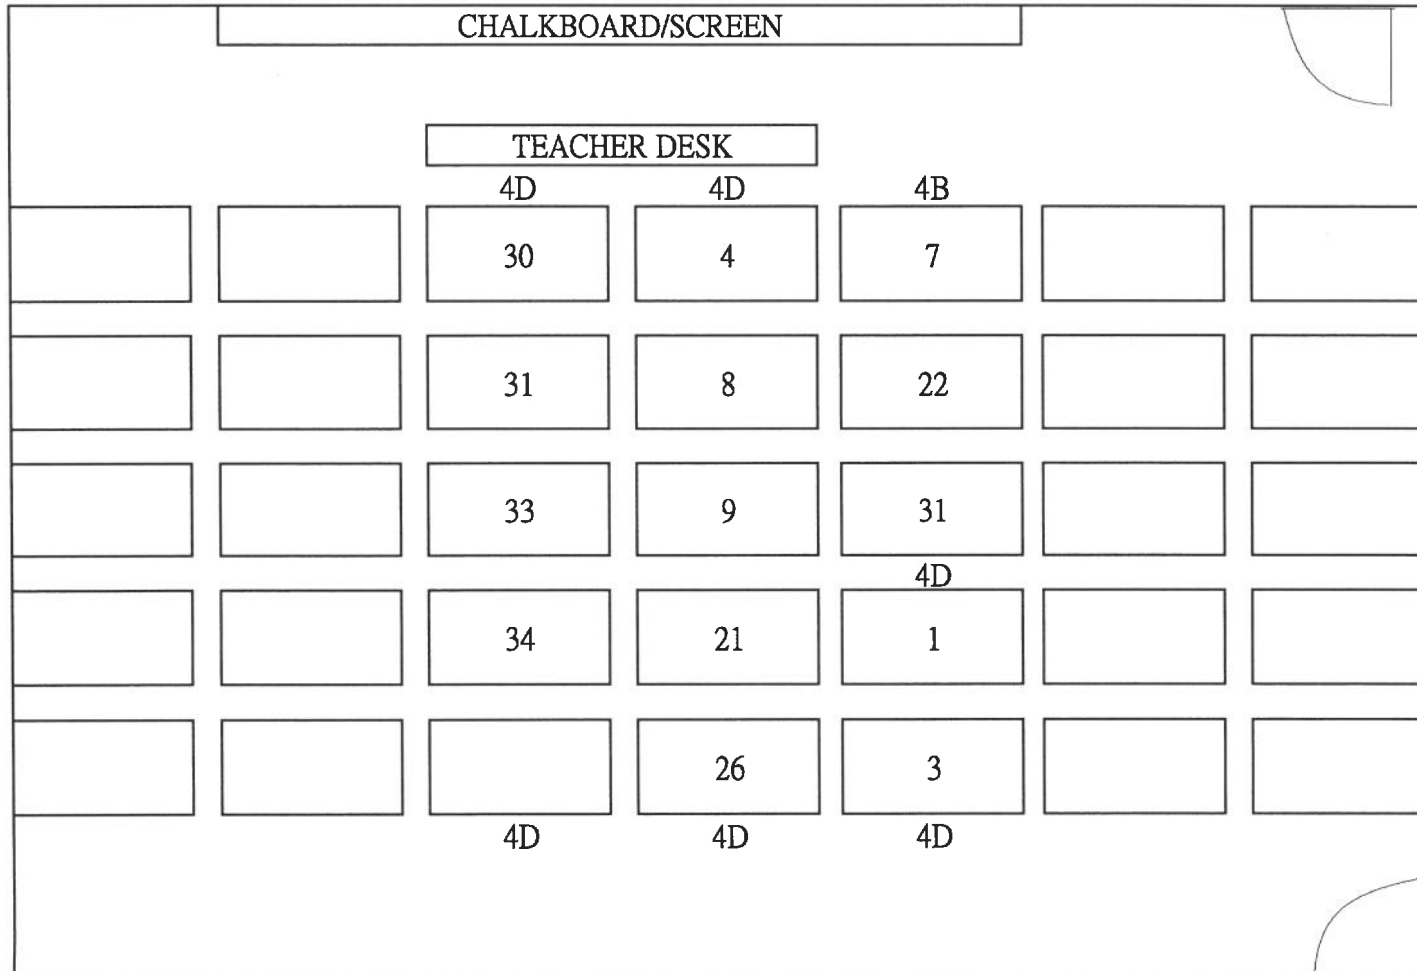 CHALKBOARD/SCREEN
TEACHER DESK
4D 4D 4B
30 4 7
31 8 22
33 9 31
4D
34 21 1
26 3
4D 4D 4D